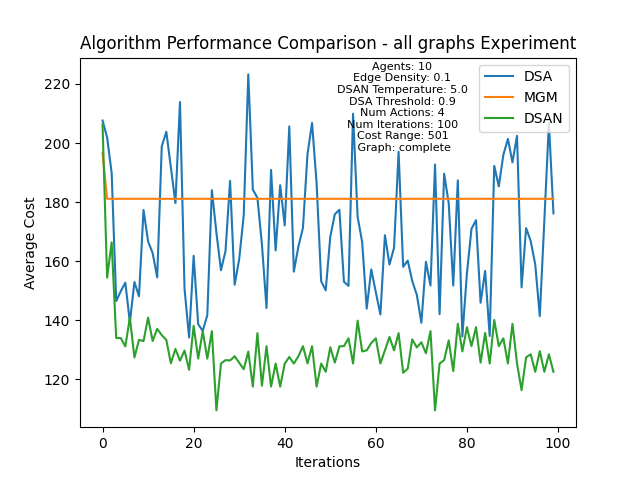 Algorithm Performance Comparison - all graphs Experiment
Agents: 10
Edge Density: 0.1
DSAN Temperature: 5.0
DSA Threshold: 0.9
Num Actions: 4
Num Iterations: 100
Cost Range: 501
Graph: complete
DSA
MGM
DSAN
Average Cost
220
200
180
160
140
120
0
20
40
60
80
100
Iterations